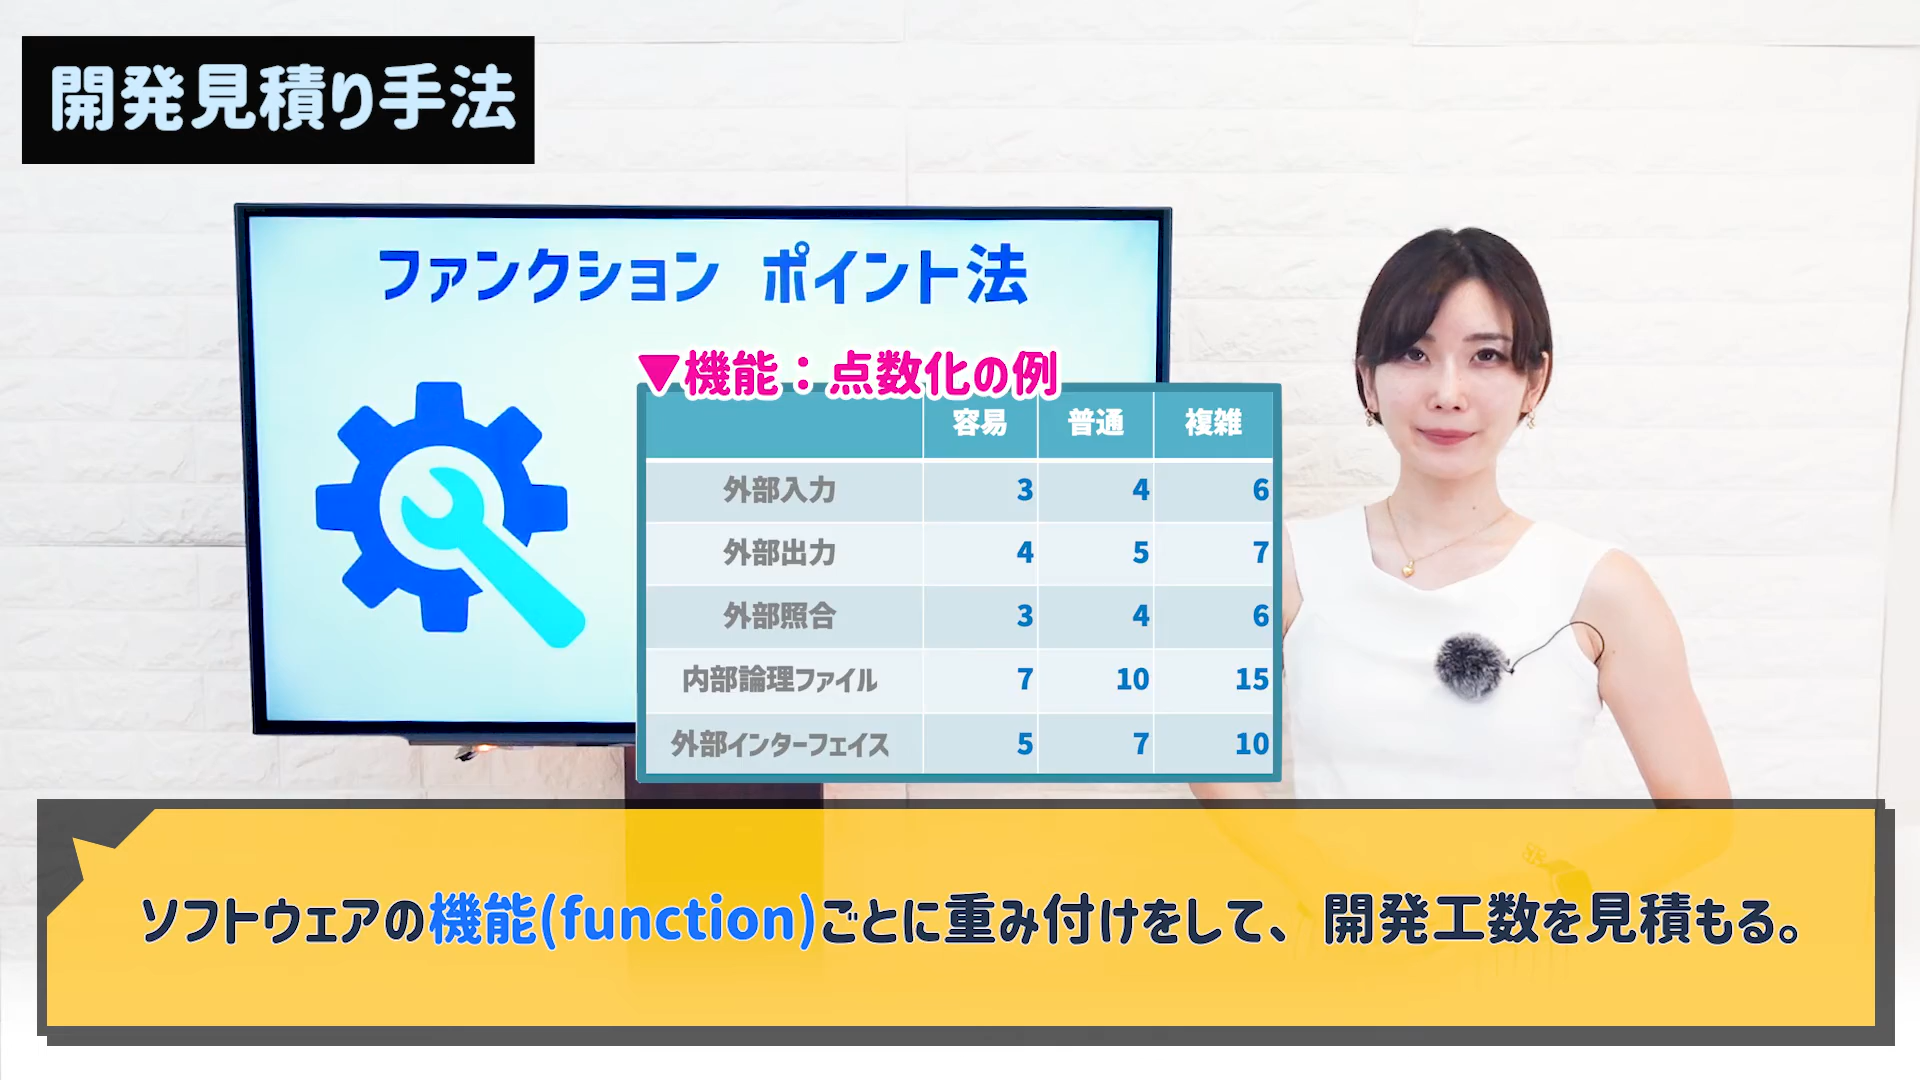 開発見積り手法
ファンクション ポイント法
▼機能：点数化の例
容易 普通 複雑
外部入力 3 4 6
外部出力 4 5 7
外部照合 3 4 6
内部論理ファイル 7 10 15
外部インターフェイス 5 7 10
ソフトウェアの機能(function)ごとに重み付けをして、開発工数を見積もる。